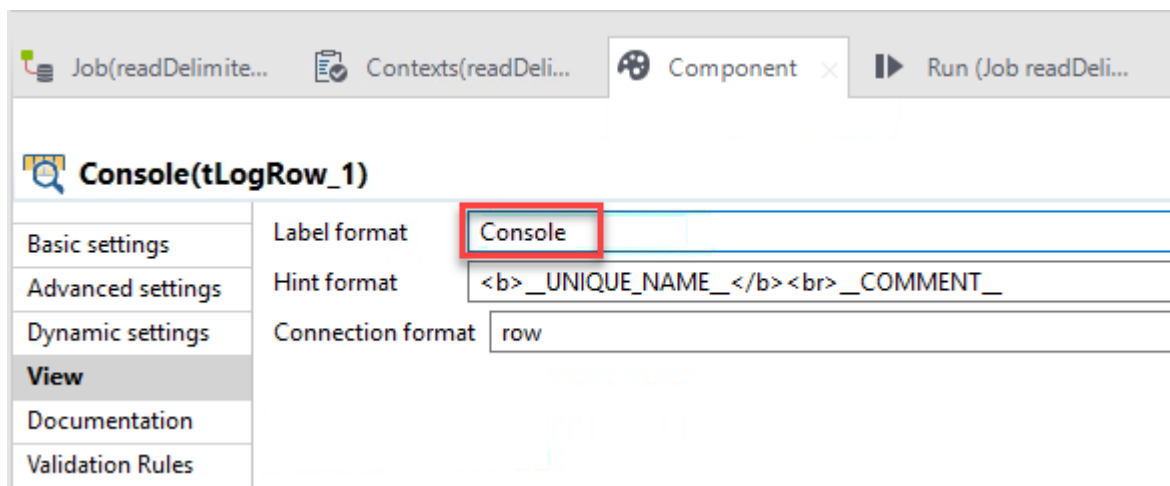 Job(readDelimite... Contexts(readDeli... Component Run (Job readDeli...
Console(tLogRow_1)
Basic settings
Advanced settings
Dynamic settings
View
Documentation
Validation Rules
Label format Console
Hint format <b>__UNIQUE_NAME__</b><br>__COMMENT__
Connection format row